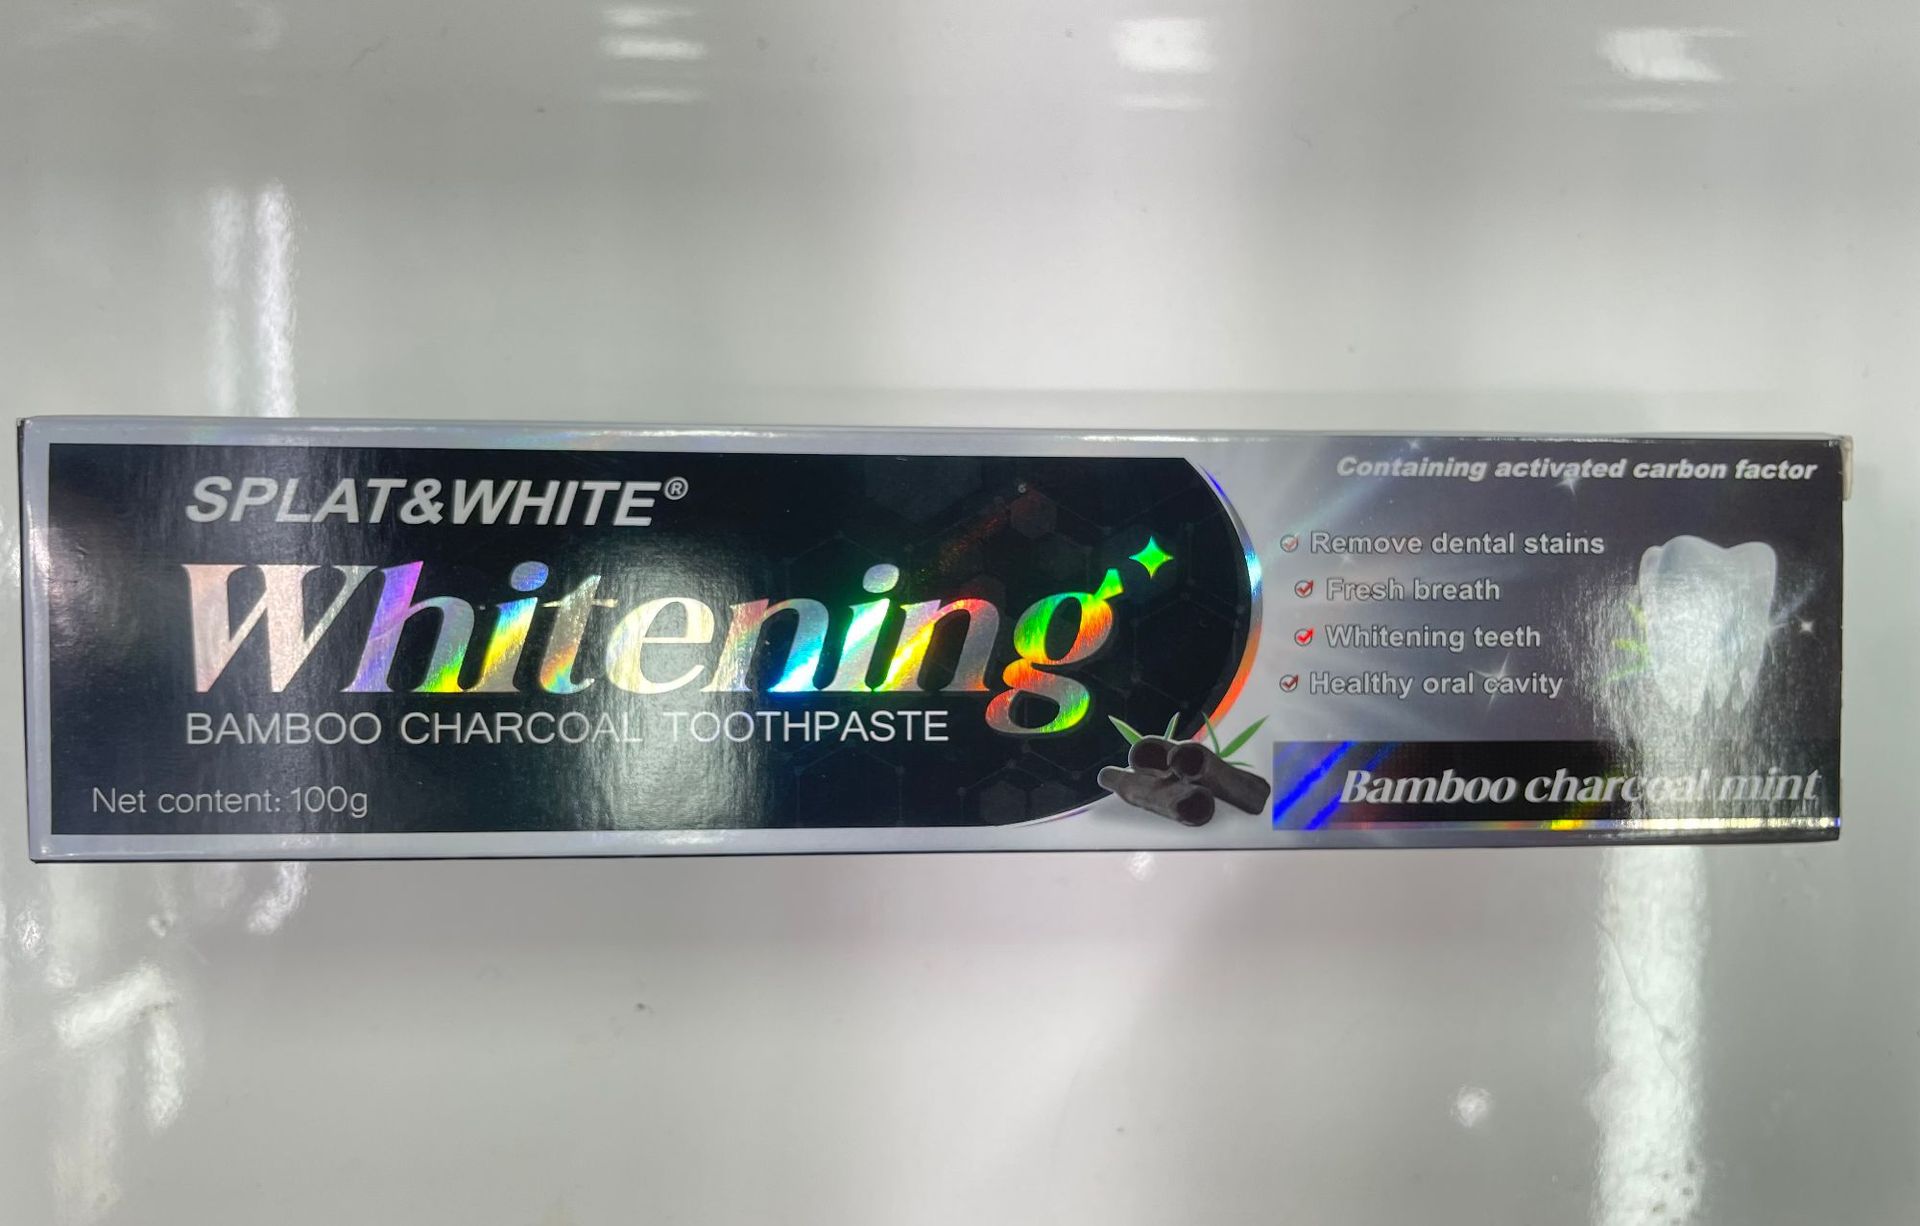 SPLAT&WHITE®
Whitening
BAMBOO CHARCOAL TOOTHPASTE
Net content: 100g
Containing activated carbon factor
Remove dental stains
Fresh breath
Whitening teeth
Healthy oral cavity
Bamboo charcoal mint